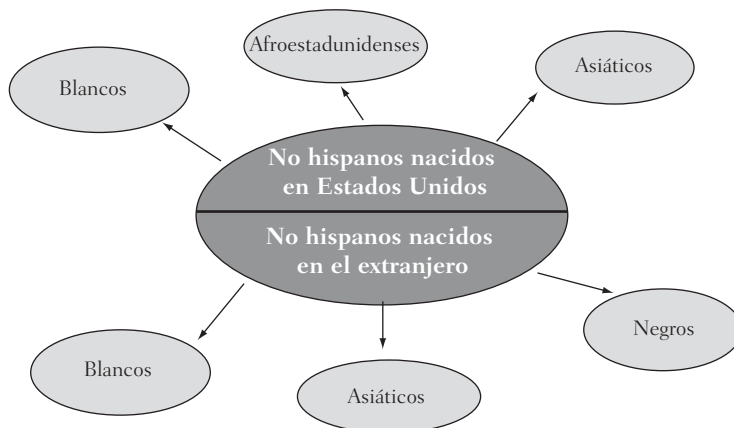 Afroestadunidenses
Blancos
Asiáticos
No hispanos nacidos
en Estados Unidos
No hispanos nacidos
en el extranjero
Negros
Blancos
Asiáticos